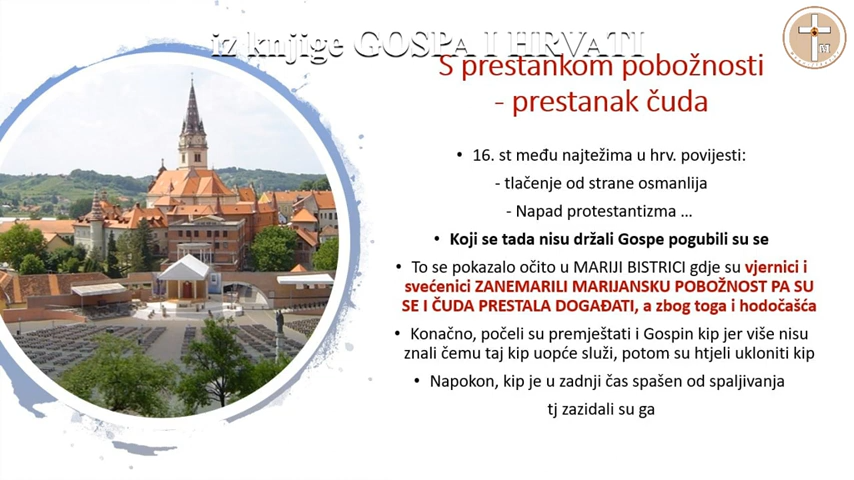 iz knjige GOSPA I HRVATI
S prestankom pobožnosti
- prestanak čuda
• 16. st među najtežima u hrv. povijesti:
- tlačenje od strane osmanlija
- Napad protestantizma ...
• Koji se tada nisu držali Gospe pogubili su se
• To se pokazalo očito u MARIJI BISTRICI gdje su vjernici i
svećenici ZANEMARILI MARIJANSKU POBOŽNOST PA SU
SE I ČUDA PRESTALA DOGAĐATI, a zbog toga i hodočašća
• Konačno, počeli su premještati i Gospin kip jer više nisu
znali čemu taj kip uopće služi, potom su htjeli ukloniti kip
• Napokon, kip je u zadnji čas spašen od spaljivanja
tj zazidali su ga